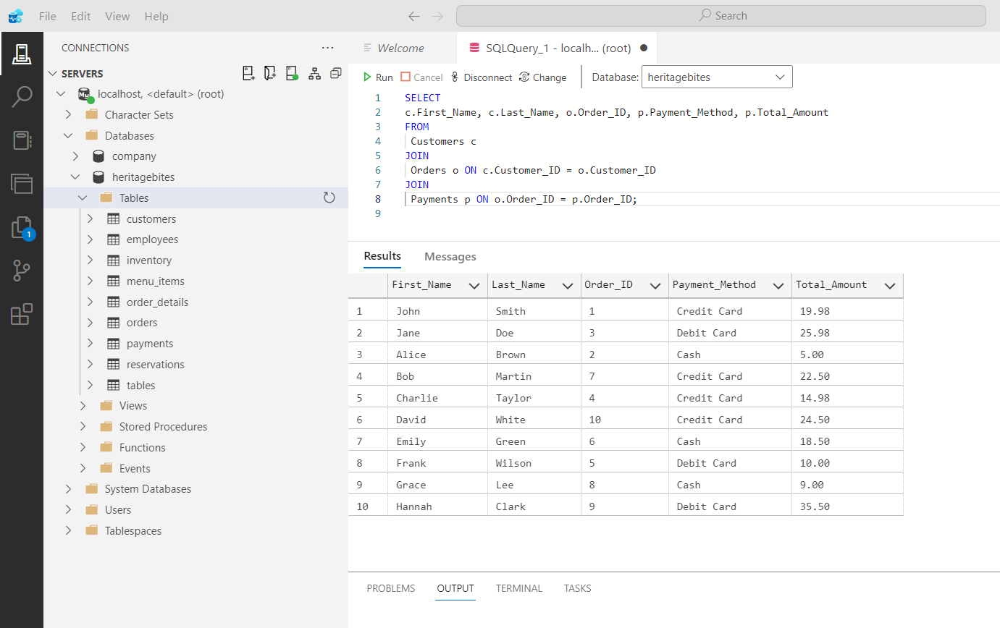 File Edit View Help
Search
CONNECTIONS ...
SERVERS
localhost, <default> (root)
Character Sets
Databases
company
heritagebites
Tables
customers
employees
inventory
menu_items
order_details
orders
payments
reservations
tables
Views
Stored Procedures
Functions
Events
System Databases
Users
Tablespaces
1
Welcome SQLQuery_1 - localh... (root)
Run Cancel Disconnect Change Database: heritagebites
1 SELECT
2 c.First_Name, c.Last_Name, o.Order_ID, p.Payment_Method, p.Total_Amount
3 FROM
4 Customers c
5 JOIN
6 Orders o ON c.Customer_ID = o.Customer_ID
7 JOIN
8 Payments p ON o.Order_ID = p.Order_ID;
9
Results Messages
First_Name Last_Name Order_ID Payment_Method Total_Amount
1 John Smith 1 Credit Card 19.98
2 Jane Doe 3 Debit Card 25.98
3 Alice Brown 2 Cash 5.00
4 Bob Martin 7 Credit Card 22.50
5 Charlie Taylor 4 Credit Card 14.98
6 David White 10 Credit Card 24.50
7 Emily Green 6 Cash 18.50
8 Frank Wilson 5 Debit Card 10.00
9 Grace Lee 8 Cash 9.00
10 Hannah Clark 9 Debit Card 35.50
PROBLEMS OUTPUT TERMINAL TASKS